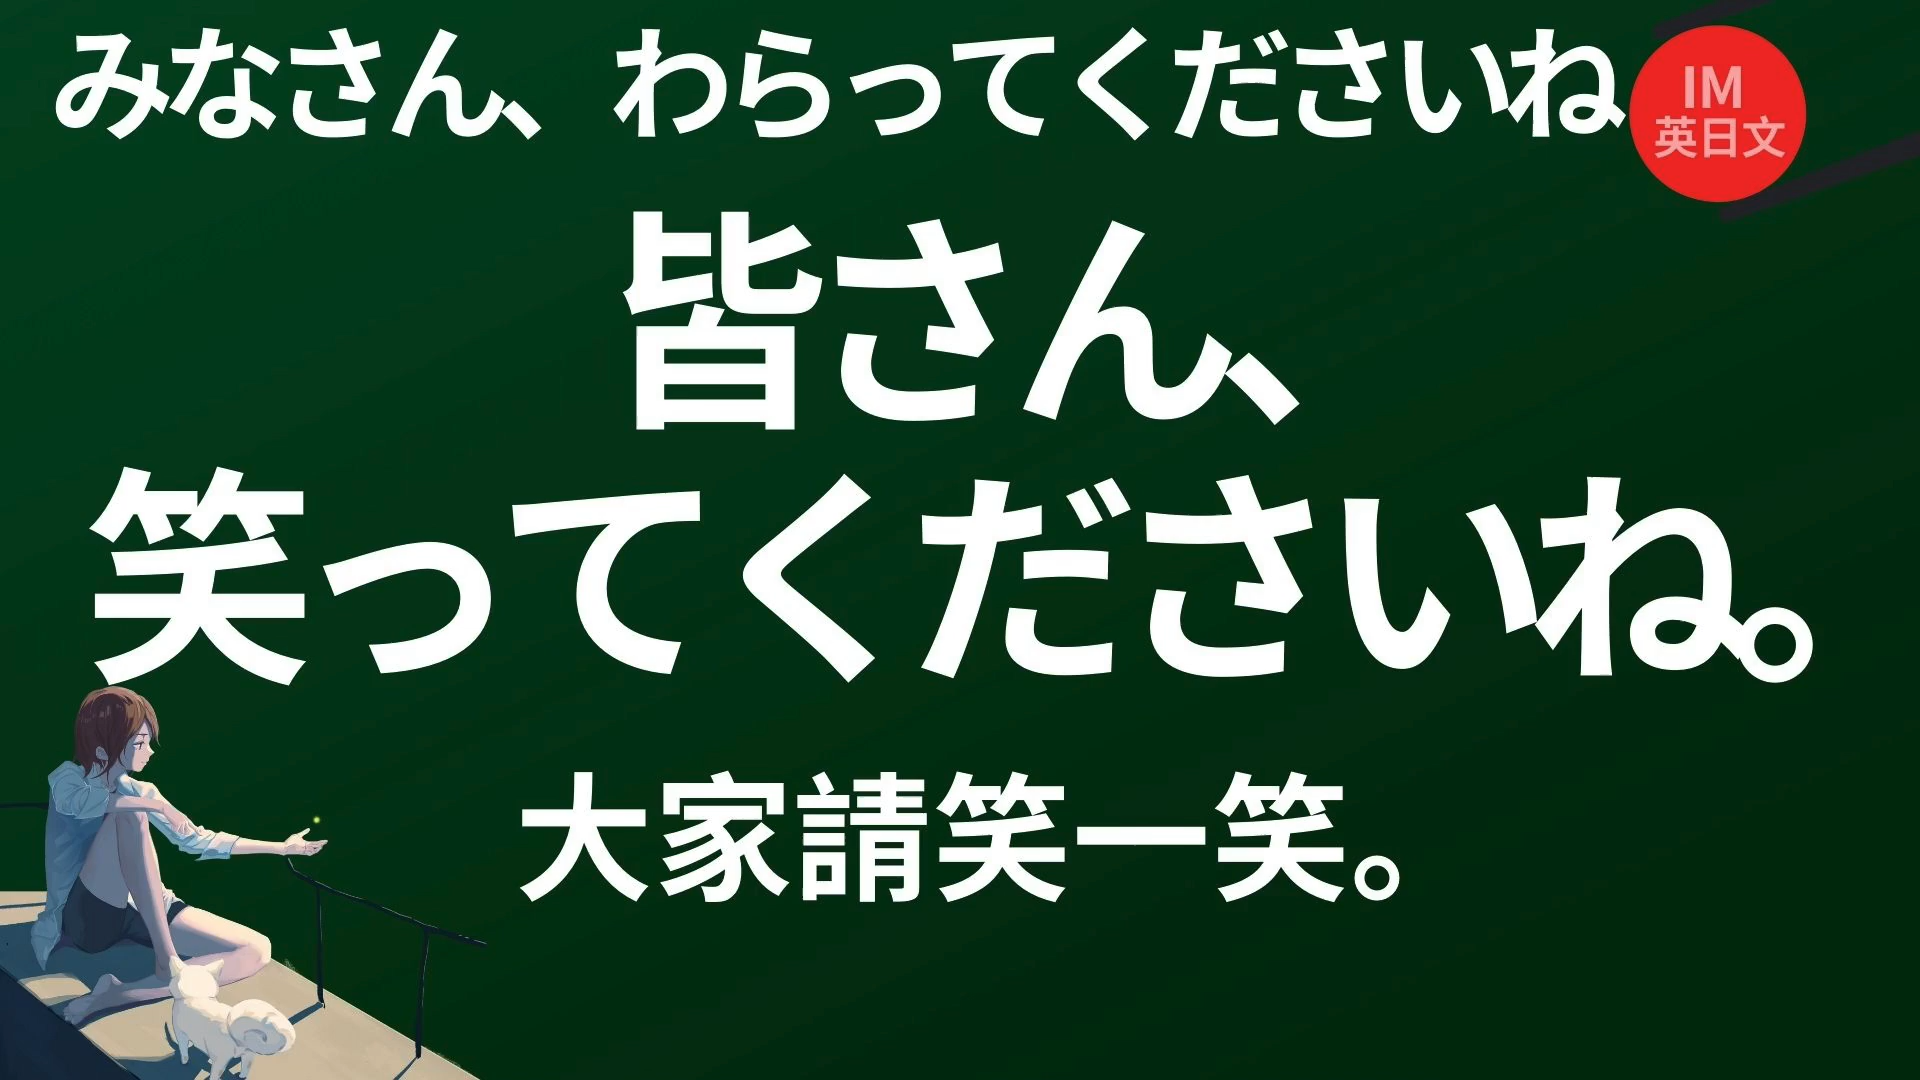 みなさん、わらってくださいね
IM
英日文
皆さん、
笑ってくださいね。
大家請笑一笑。